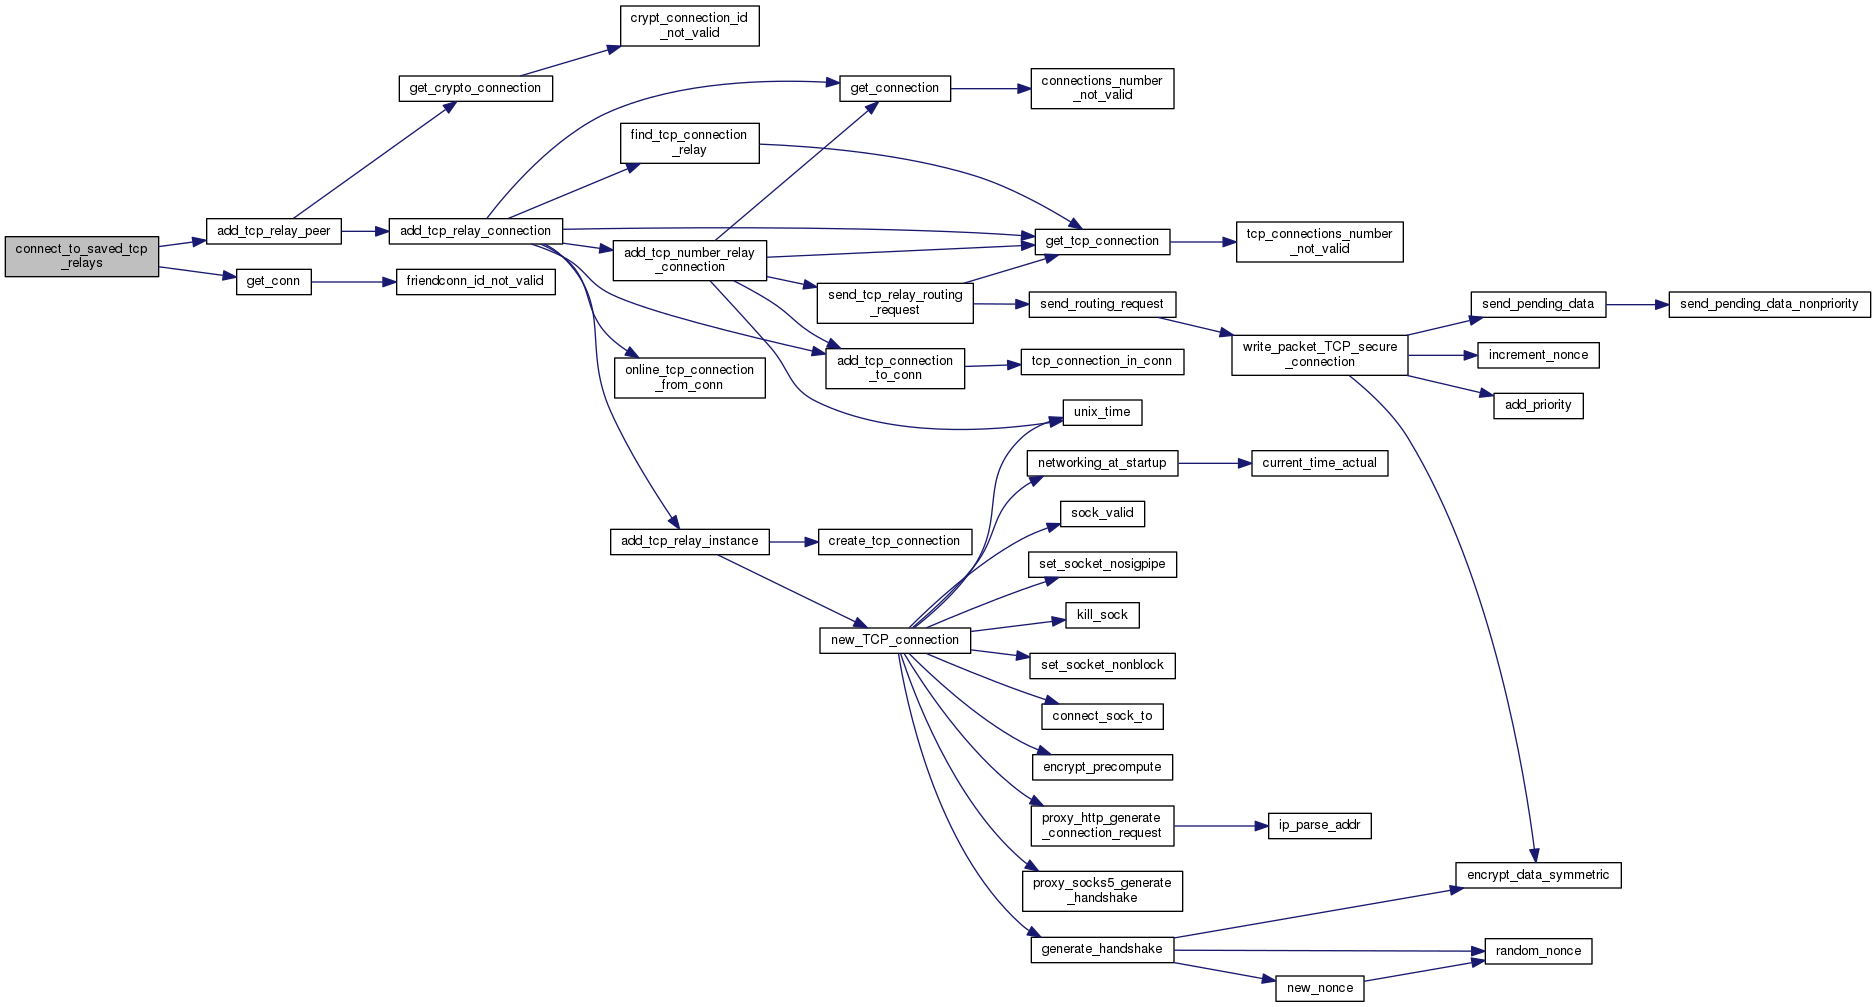 connect_to_saved_tcp
_relays
add_tcp_relay_peer
get_conn
get_crypto_connection
add_tcp_relay_connection
friendconn_id_not_valid
crypt_connection_id
_not_valid
find_tcp_connection
_relay
add_tcp_number_relay
_connection
online_tcp_connection
_from_conn
add_tcp_relay_instance
get_connection
send_tcp_relay_routing
_request
add_tcp_connection
_to_conn
create_tcp_connection
new_TCP_connection
connections_number
_not_valid
get_tcp_connection
send_routing_request
tcp_connection_in_conn
unix_time
networking_at_startup
sock_valid
set_socket_nosigpipe
kill_sock
set_socket_nonblock
connect_sock_to
encrypt_precompute
proxy_http_generate
_connection_request
proxy_socks5_generate
_handshake
generate_handshake
tcp_connections_number
_not_valid
write_packet_TCP_secure
_connection
current_time_actual
ip_parse_addr
new_nonce
send_pending_data
increment_nonce
add_priority
encrypt_data_symmetric
random_nonce
send_pending_data_nonpriority